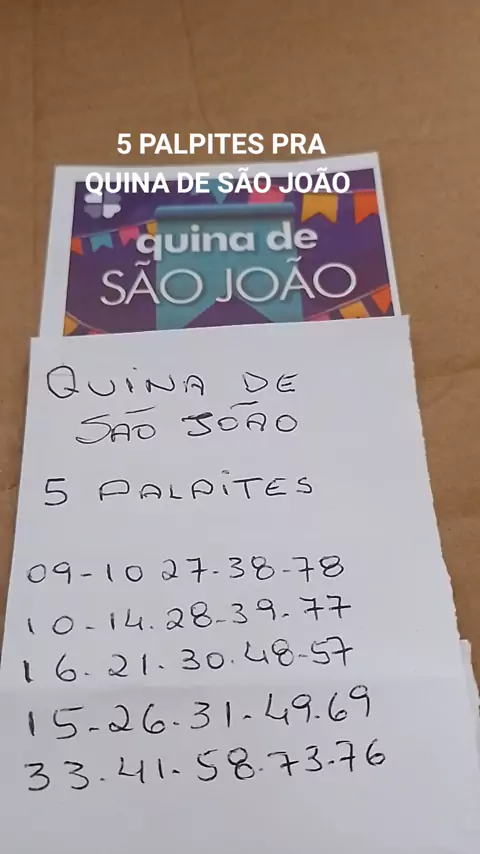 5 PALPITES PRA
QUINA DE SÃO JOÃO
quina de
SÃO JOÃO
QUINA DE
SÃO JOÃO
5 PALPITES
09-10 27-38-78
10-14.28-39-77
16.21.30.48-57
15-26.31-49.69
33.41-58.73.76